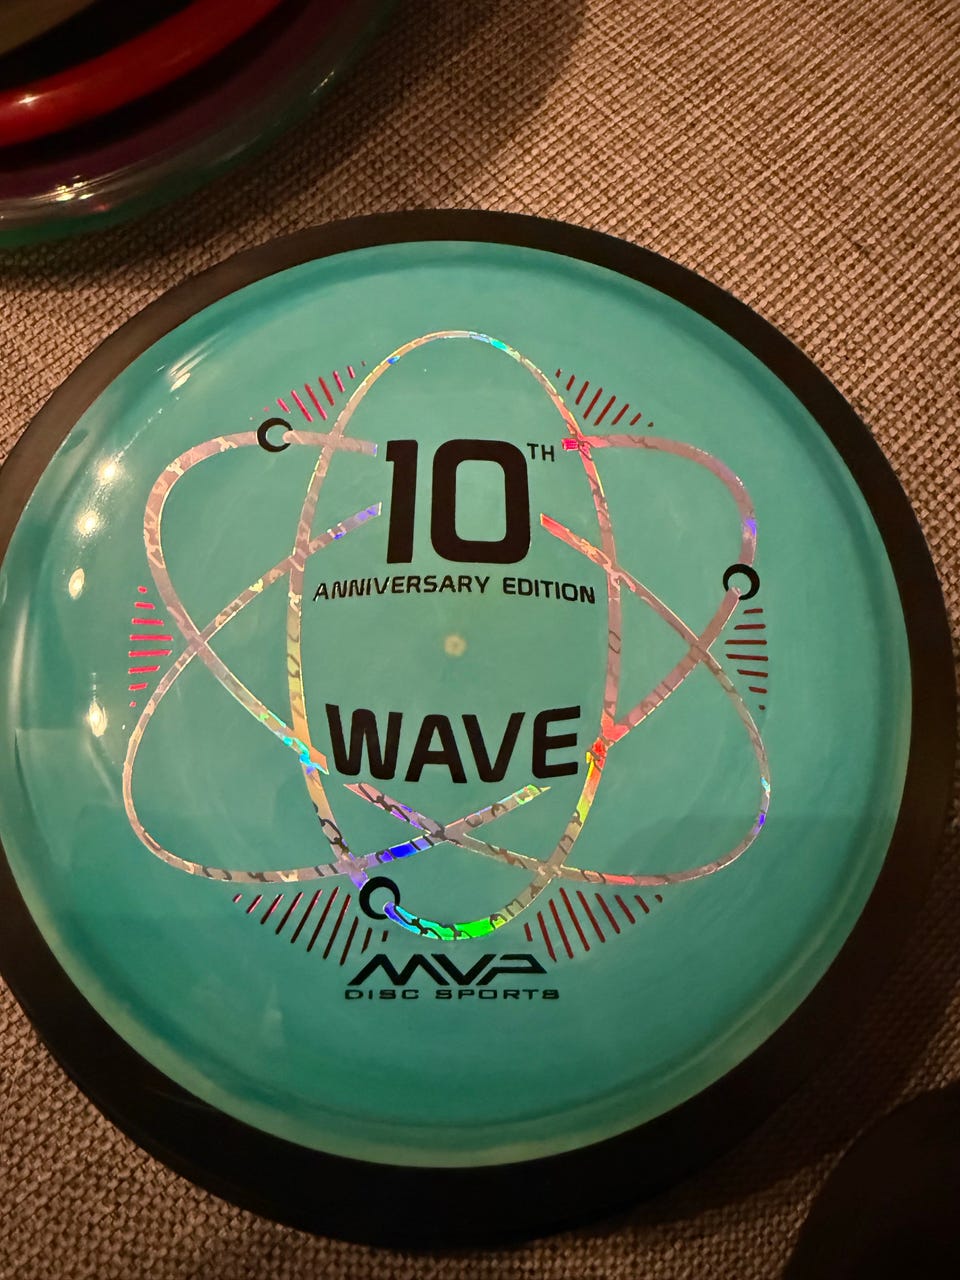 10TH
ANNIVERSARY EDITION
WAVE
MVP
DISC SPORTS